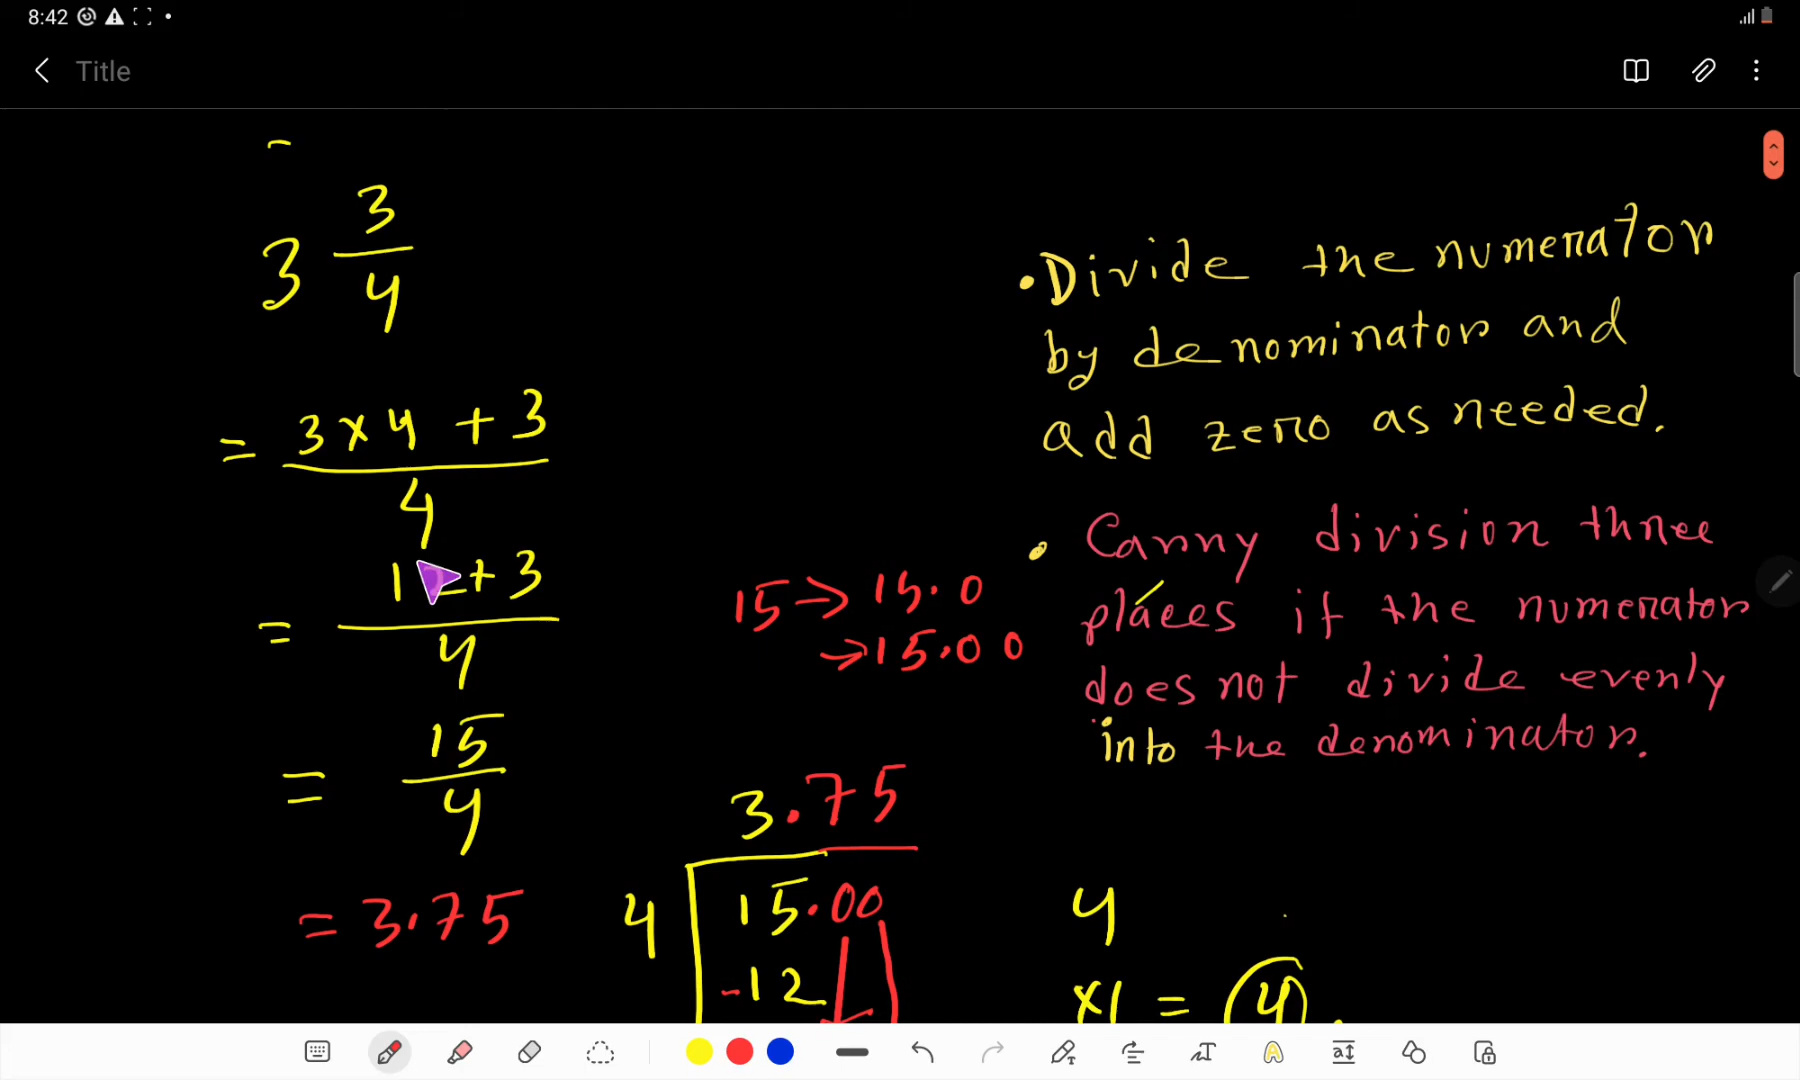 8:42
Title
3 3/4
= 3 x 4 + 3 / 4
= 12 + 3 / 4
= 15/4
= 3.75
15 → 15.0
→ 15.00
3.75
4 15.00
-12
• Divide the numerator
by denominator and
add zero as needed.
• Carry division three
places if the numerator
does not divide evenly
into the denominator.
4
x1 = 4